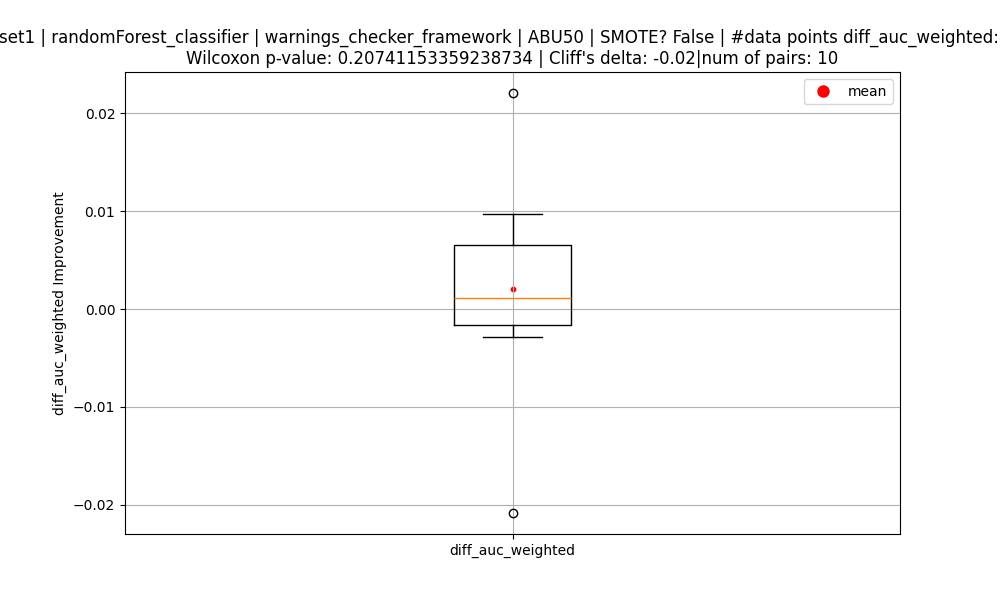 set1 | randomForest_classifier | warnings_checker_framework | ABU50 | SMOTE? False | #data points diff_auc_weighted:
Wilcoxon p-value: 0.20741153359238734 | Cliff's delta: -0.02|num of pairs: 10
mean
0.02
0.01
0.00
−0.01
−0.02
diff_auc_weighted Improvement
diff_auc_weighted